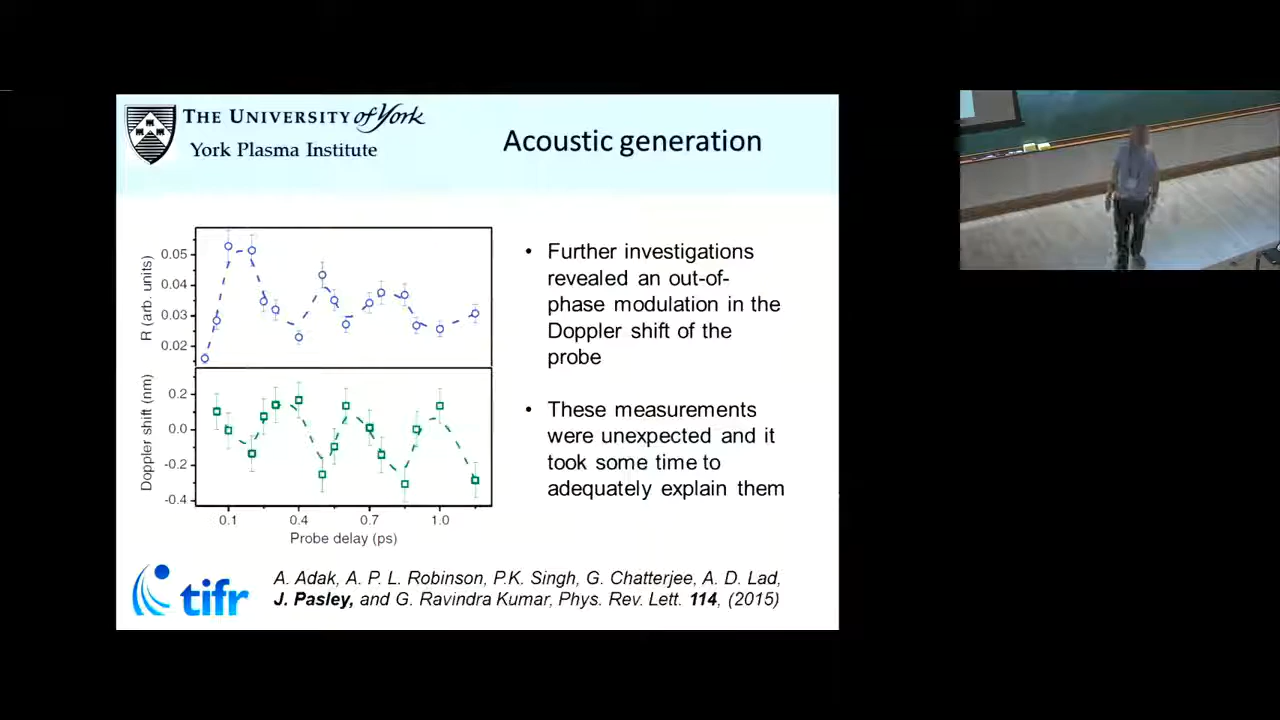 THE UNIVERSITY of York
York Plasma Institute
Acoustic generation
R (arb. units)
0.05
0.04
0.03
0.02
Doppler shift (nm)
0.2
0.0
-0.2
-0.4
0.1
0.4
0.7
1.0
Probe delay (ps)
• Further investigations
revealed an out-of-
phase modulation in the
Doppler shift of the
probe
• These measurements
were unexpected and it
took some time to
adequately explain them
tifr
A. Adak, A. P. L. Robinson, P.K. Singh, G. Chatterjee, A. D. Lad,
J. Pasley, and G. Ravindra Kumar, Phys. Rev. Lett. 114, (2015)